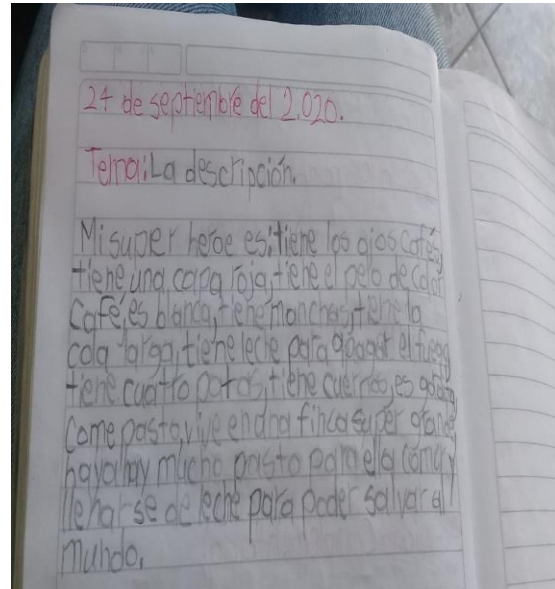 24 de septiembre del 2.020.
Tema: La descripción.
Mi super heroe es: tiene los ojos cafés
tiene una capa roja, tiene el pelo de color
Café, es blanca, tiene manchas, tiene la
cola larga, tiene leche para apagar el fuego
tiene cuatro patas, tiene cuernos, es
Come pasto, vive en una finca super grande
haya hay mucho pasto para ella comer y
llenar se de leche para poder salvar al
mundo.